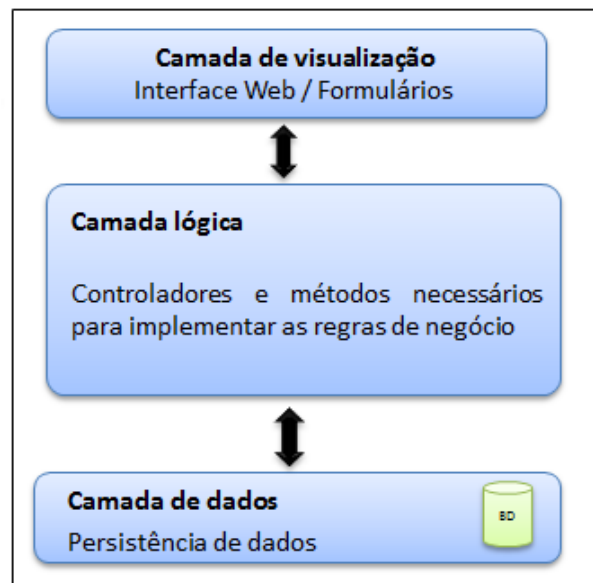 Camada de visualização
Interface Web / Formulários
Camada lógica
Controladores e métodos necessários
para implementar as regras de negócio
Camada de dados
Persistência de dados
BD